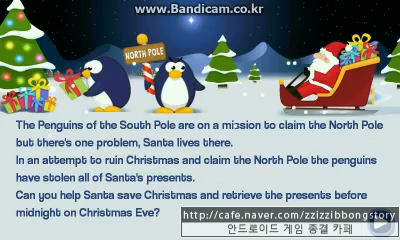 www.Bandicam.co.kr
NORTH POLE
The Penguins of the South Pole are on a mission to claim the North Pole
but there's one problem, Santa lives there.
In an attempt to ruin Christmas and claim the North Pole the penguins
have stolen all of Santa's presents.
Can you help Santa save Christmas and retrieve the presents before
midnight on Christmas Eve?
http://cafe.naver.com/zzizzibbongstory
안드로이드 게임 종결 카페